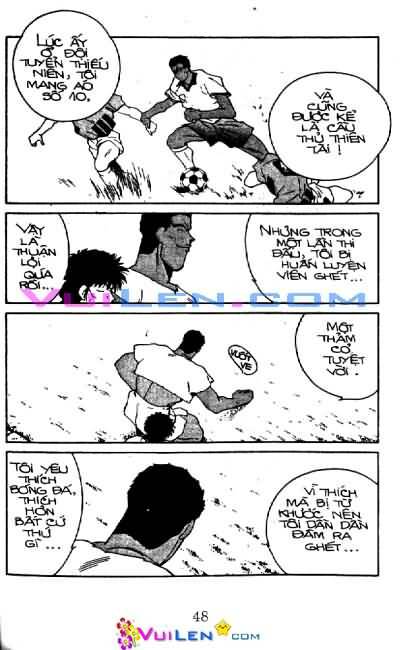 LÚC ẤY
Ở ĐỘI
TUYỂN THIẾU
NIÊN, TÔI
MANG ÁO
SỐ 10.
VÀ
CŨNG
ĐƯỢC KỂ
LÀ CẦU
THỦ THIÊN
TÀI !
VẬY
LÀ
THUẬN
LỢI
QUÁ
RỒI...
NHƯNG TRONG
MỘT LẦN THI
ĐẤU, TÔI BỊ
HUẤN LUYỆN
VIÊN GHÉT...
VUILEN.COM
MỘT
THẢM
CỎ
TUYỆT
VỜI.
VUỐT
VE
TÔI YÊU
THÍCH
BÓNG ĐÁ,
THÍCH
HƠN
BẤT CỨ
THỨ
GÌ...
VÌ THÍCH
MÀ BỊ TỪ
KHƯỚC NÊN
TÔI DẦN DẦN
ĐÂM RA
GHÉT...
48
VUILEN.COM